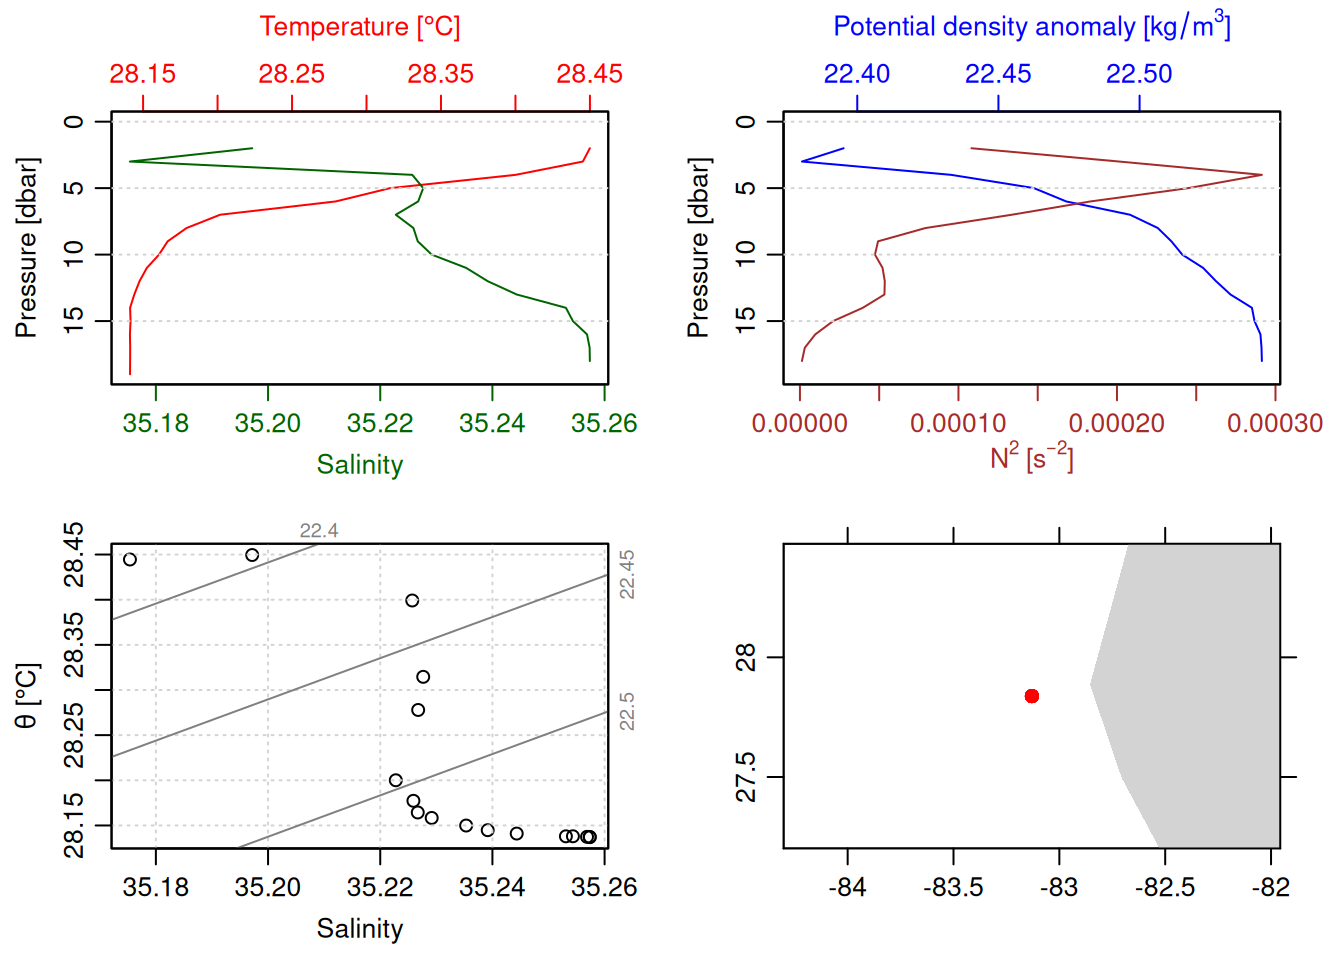 Temperature [°C]
28.15 28.25 28.35 28.45
Pressure [dbar]
0
5
10
15
35.18 35.20 35.22 35.24 35.26
Salinity
Potential density anomaly [kg/m³]
22.40 22.45 22.50
Pressure [dbar]
0
5
10
15
0.00000 0.00010 0.00020 0.00030
N² [s⁻²]
22.4
22.45
22.5
θ [°C]
28.45
28.35
28.25
28.15
35.18 35.20 35.22 35.24 35.26
Salinity
28
27.5
-84 -83.5 -83 -82.5 -82